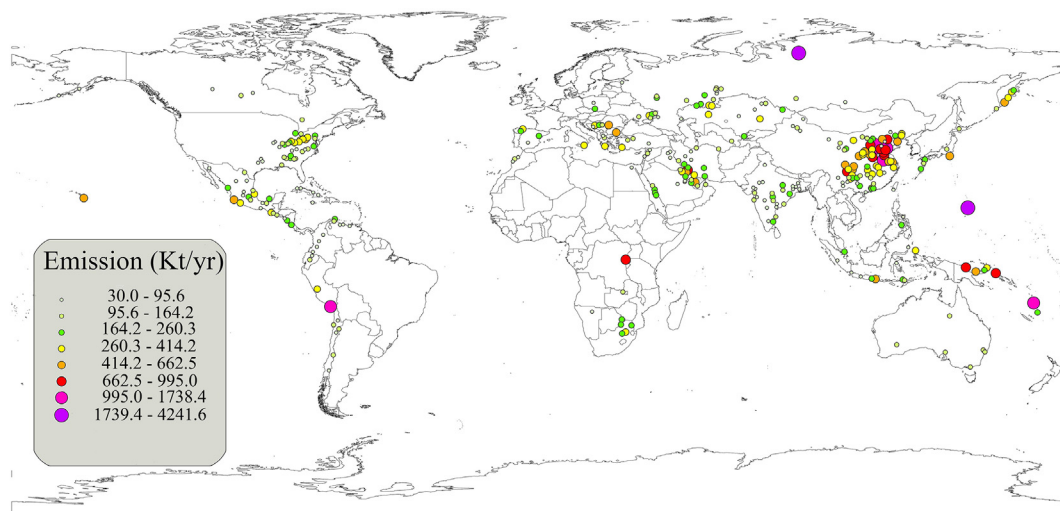 Emission (Kt/yr)
30.0 - 95.6
95.6 - 164.2
164.2 - 260.3
260.3 - 414.2
414.2 - 662.5
662.5 - 995.0
995.0 - 1738.4
1739.4 - 4241.6